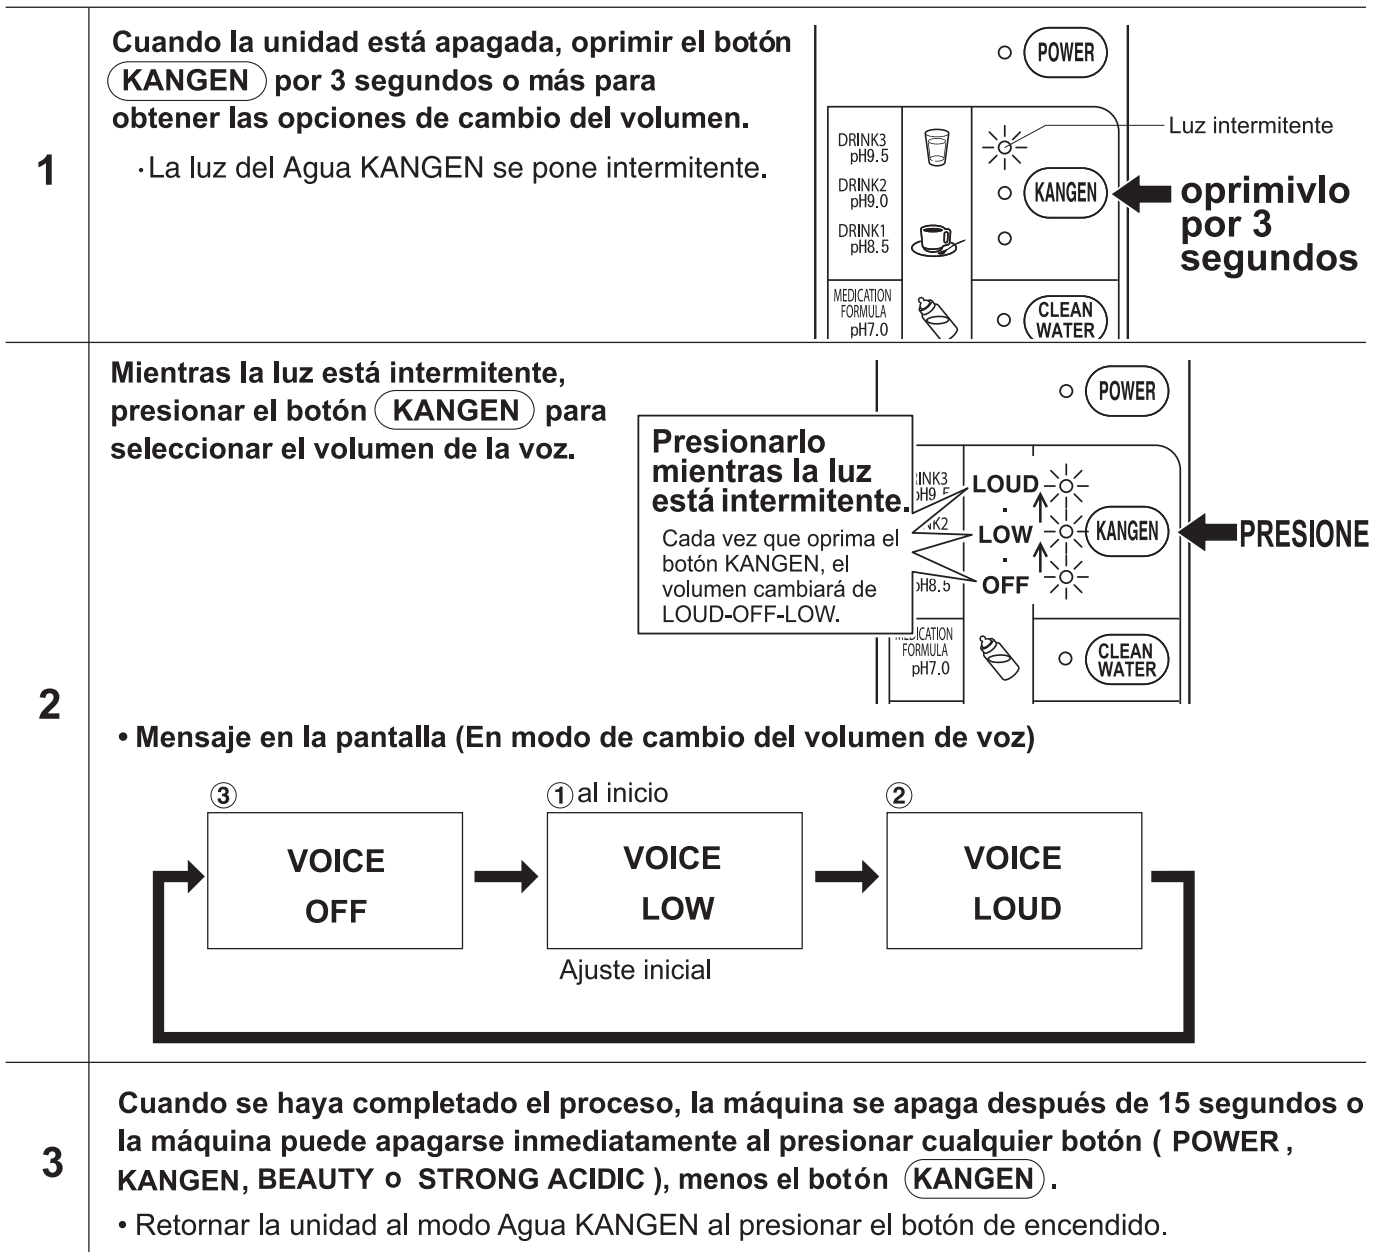 1
Cuando la unidad está apagada, oprimir el botón
KANGEN por 3 segundos o más para
obtener las opciones de cambio del volumen.
·La luz del Agua KANGEN se pone intermitente.
POWER
DRINK3
pH9.5
DRINK2
pH9.0
DRINK1
pH8.5
MEDICATION
FORMULA
pH7.0
KANGEN
CLEAN
WATER
Luz intermitente
oprimivlo
por 3
segundos
2
Mientras la luz está intermitente,
presionar el botón KANGEN para
seleccionar el volumen de la voz.
Presionarlo
mientras la luz
está intermitente.
Cada vez que oprima el
botón KANGEN, el
volumen cambiará de
LOUD-OFF-LOW.
POWER
LOUD
LOW
OFF
KANGEN
PRESIONE
pH8.5
FORMULA
pH7.0
CLEAN
WATER
• Mensaje en la pantalla (En modo de cambio del volumen de voz)
③
VOICE
OFF
① al inicio
VOICE
LOW
Ajuste inicial
②
VOICE
LOUD
3
Cuando se haya completado el proceso, la máquina se apaga después de 15 segundos o
la máquina puede apagarse inmediatamente al presionar cualquier botón ( POWER ,
KANGEN, BEAUTY o STRONG ACIDIC ), menos el botón KANGEN .
• Retornar la unidad al modo Agua KANGEN al presionar el botón de encendido.